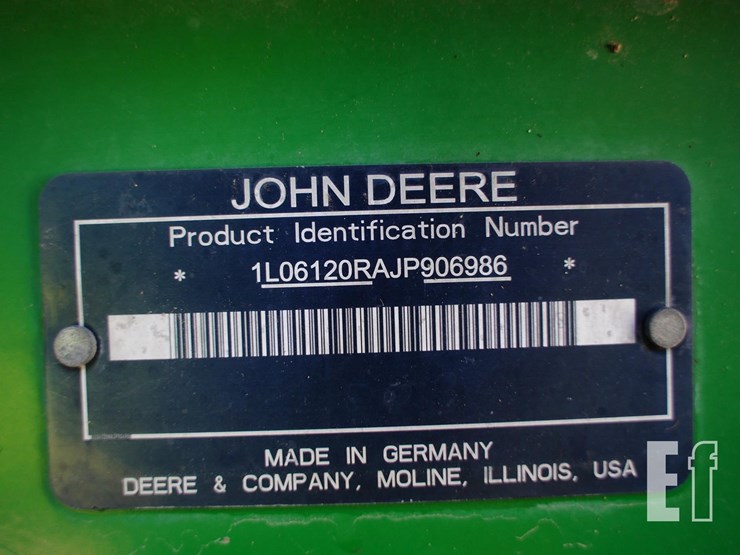 JOHN DEERE
Product Identification Number
* 1L06120RAJP906986 *
MADE IN GERMANY
DEERE & COMPANY, MOLINE, ILLINOIS, USA
Ef